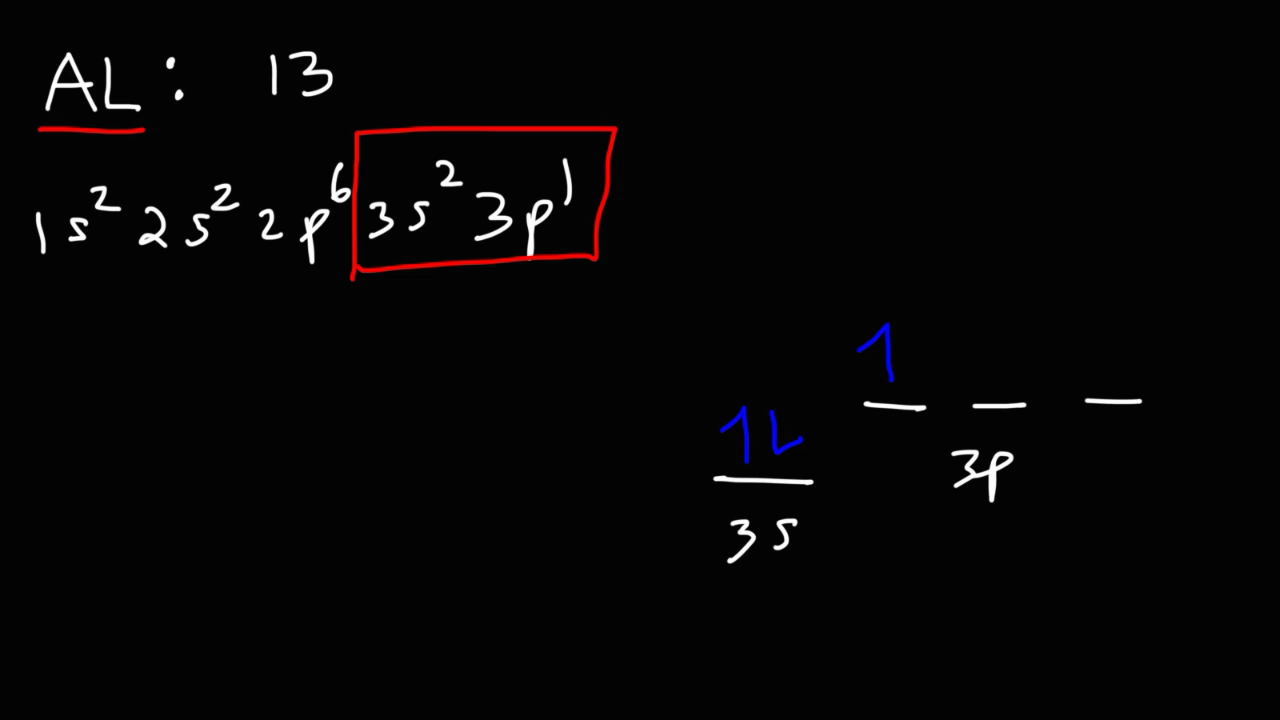 AL: 13
1s² 2s² 2p⁶ 3s² 3p¹
1
1L
3p
3s